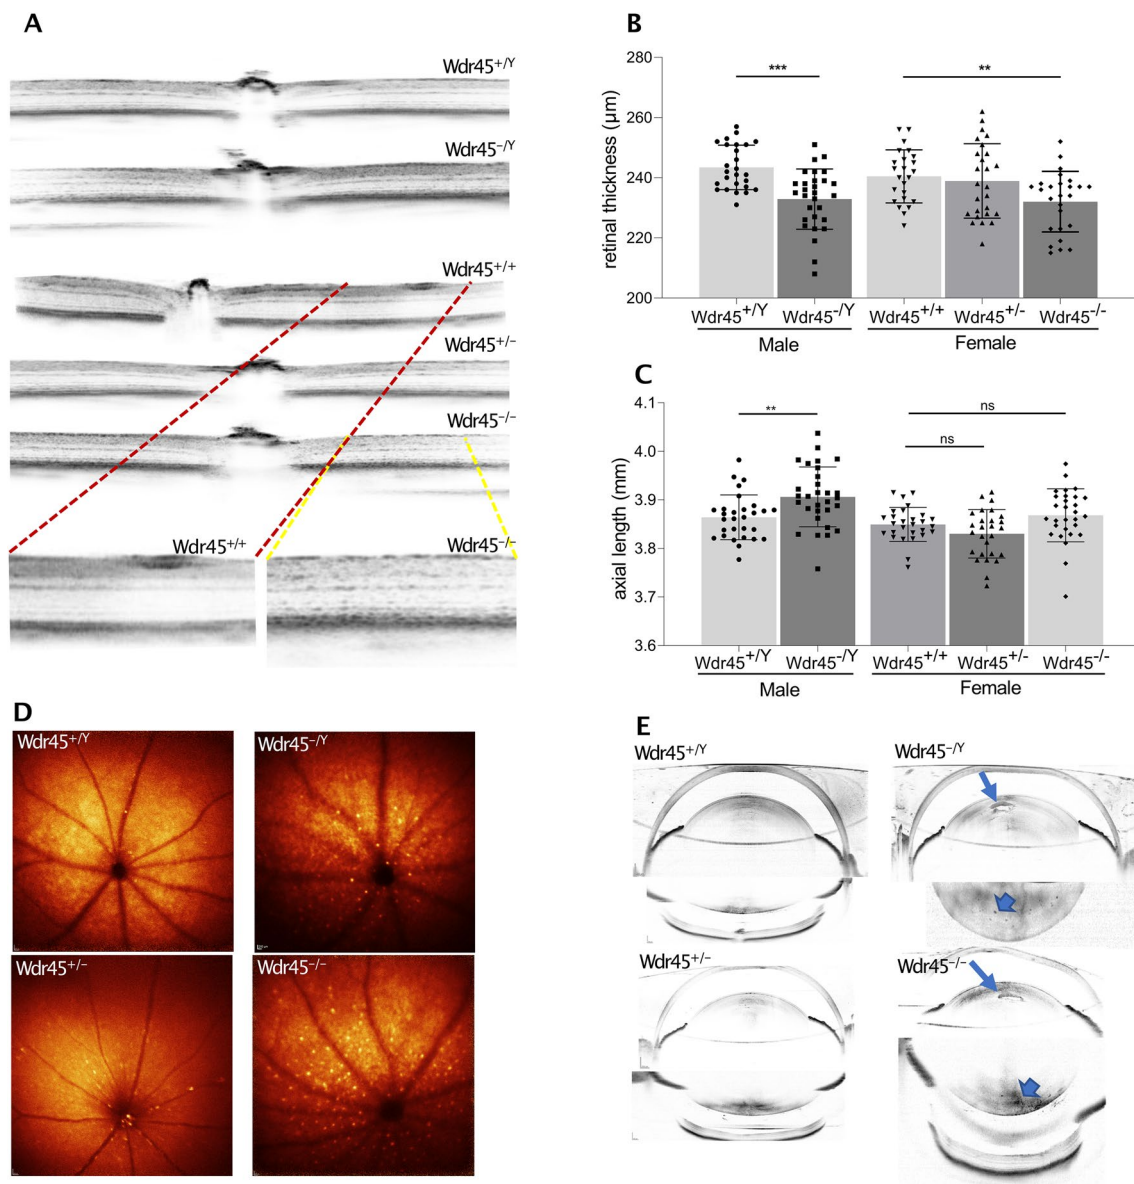 A
Wdr45+/Y
Wdr45−/Y
Wdr45+/+
Wdr45+/−
Wdr45−/−
Wdr45+/+
Wdr45−/−
B
retinal thickness (µm)
280
260
240
220
200
***
**
Wdr45+/Y
Wdr45-/Y
Wdr45+/+
Wdr45+/-
Wdr45-/-
Male
Female
C
axial length (mm)
4.1
4.0
3.9
3.8
3.7
3.6
**
ns
ns
Wdr45+/Y
Wdr45-/Y
Wdr45+/+
Wdr45+/-
Wdr45-/-
Male
Female
D
Wdr45+/Y
Wdr45−/Y
Wdr45+/−
Wdr45−/−
E
Wdr45+/Y
Wdr45−/Y
Wdr45+/−
Wdr45−/−